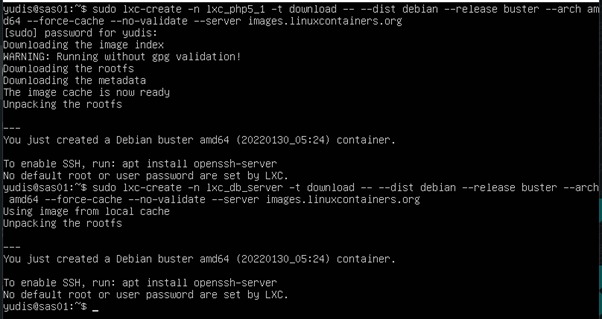 yudis@sas01:~$ sudo lxc-create -n lxc_php5_1 -t download -- --dist debian --release buster --arch am
d64 --force-cache --no-validate --server images.linuxcontainers.org
[sudo] password for yudis:
Downloading the image index
WARNING: Running without gpg validation!
Downloading the rootfs
Downloading the metadata
The image cache is now ready
Unpacking the rootfs
---
You just created a Debian buster amd64 (20220130_05:24) container.
To enable SSH, run: apt install openssh-server
No default root or user password are set by LXC.
yudis@sas01:~$ sudo lxc-create -n lxc_db_server -t download -- --dist debian --release buster --arch
amd64 --force-cache --no-validate --server images.linuxcontainers.org
Using image from local cache
Unpacking the rootfs
---
You just created a Debian buster amd64 (20220130_05:24) container.
To enable SSH, run: apt install openssh-server
No default root or user password are set by LXC.
yudis@sas01:~$ _